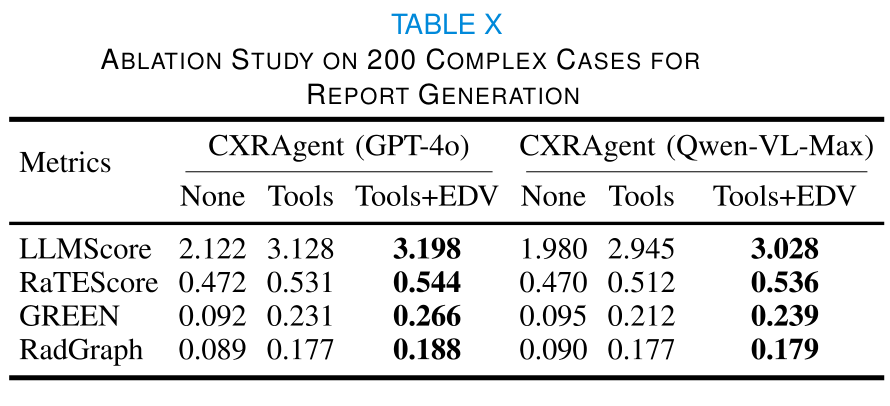 TABLE X
ABLATION STUDY ON 200 COMPLEX CASES FOR
REPORT GENERATION
Metrics CXRAgent (GPT-4o) CXRAgent (Qwen-VL-Max)
None Tools Tools+EDV None Tools Tools+EDV
LLMScore 2.122 3.128 3.198 1.980 2.945 3.028
RaTEScore 0.472 0.531 0.544 0.470 0.512 0.536
GREEN 0.092 0.231 0.266 0.095 0.212 0.239
RadGraph 0.089 0.177 0.188 0.090 0.177 0.179